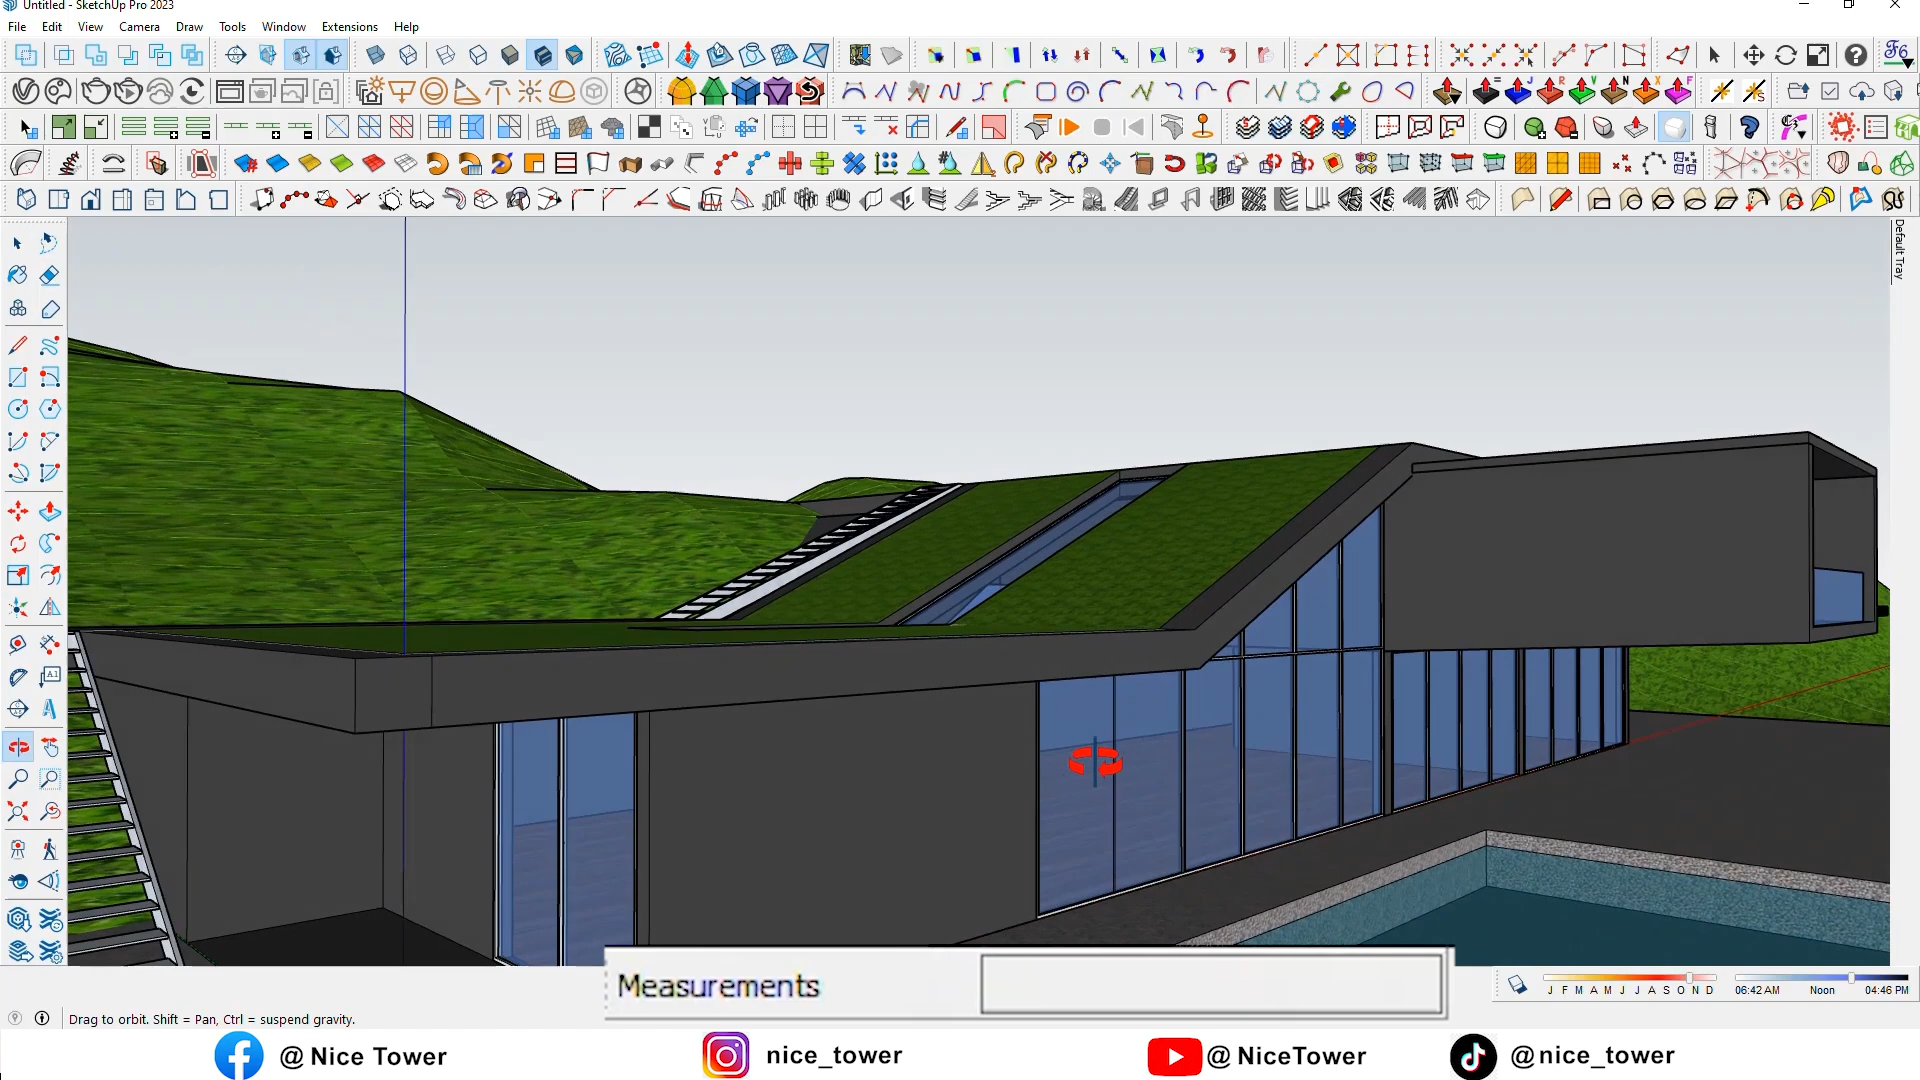 Untitled - SketchUp Pro 2023
File Edit View Camera Draw Tools Window Extensions Help
Default Tray
A1
Measurements
J F M A M J J A S O N D
06:42 AM Noon 04:46 PM
Drag to orbit. Shift = Pan, Ctrl = suspend gravity.
@ Nice Tower
nice_tower
@ NiceTower
@nice_tower